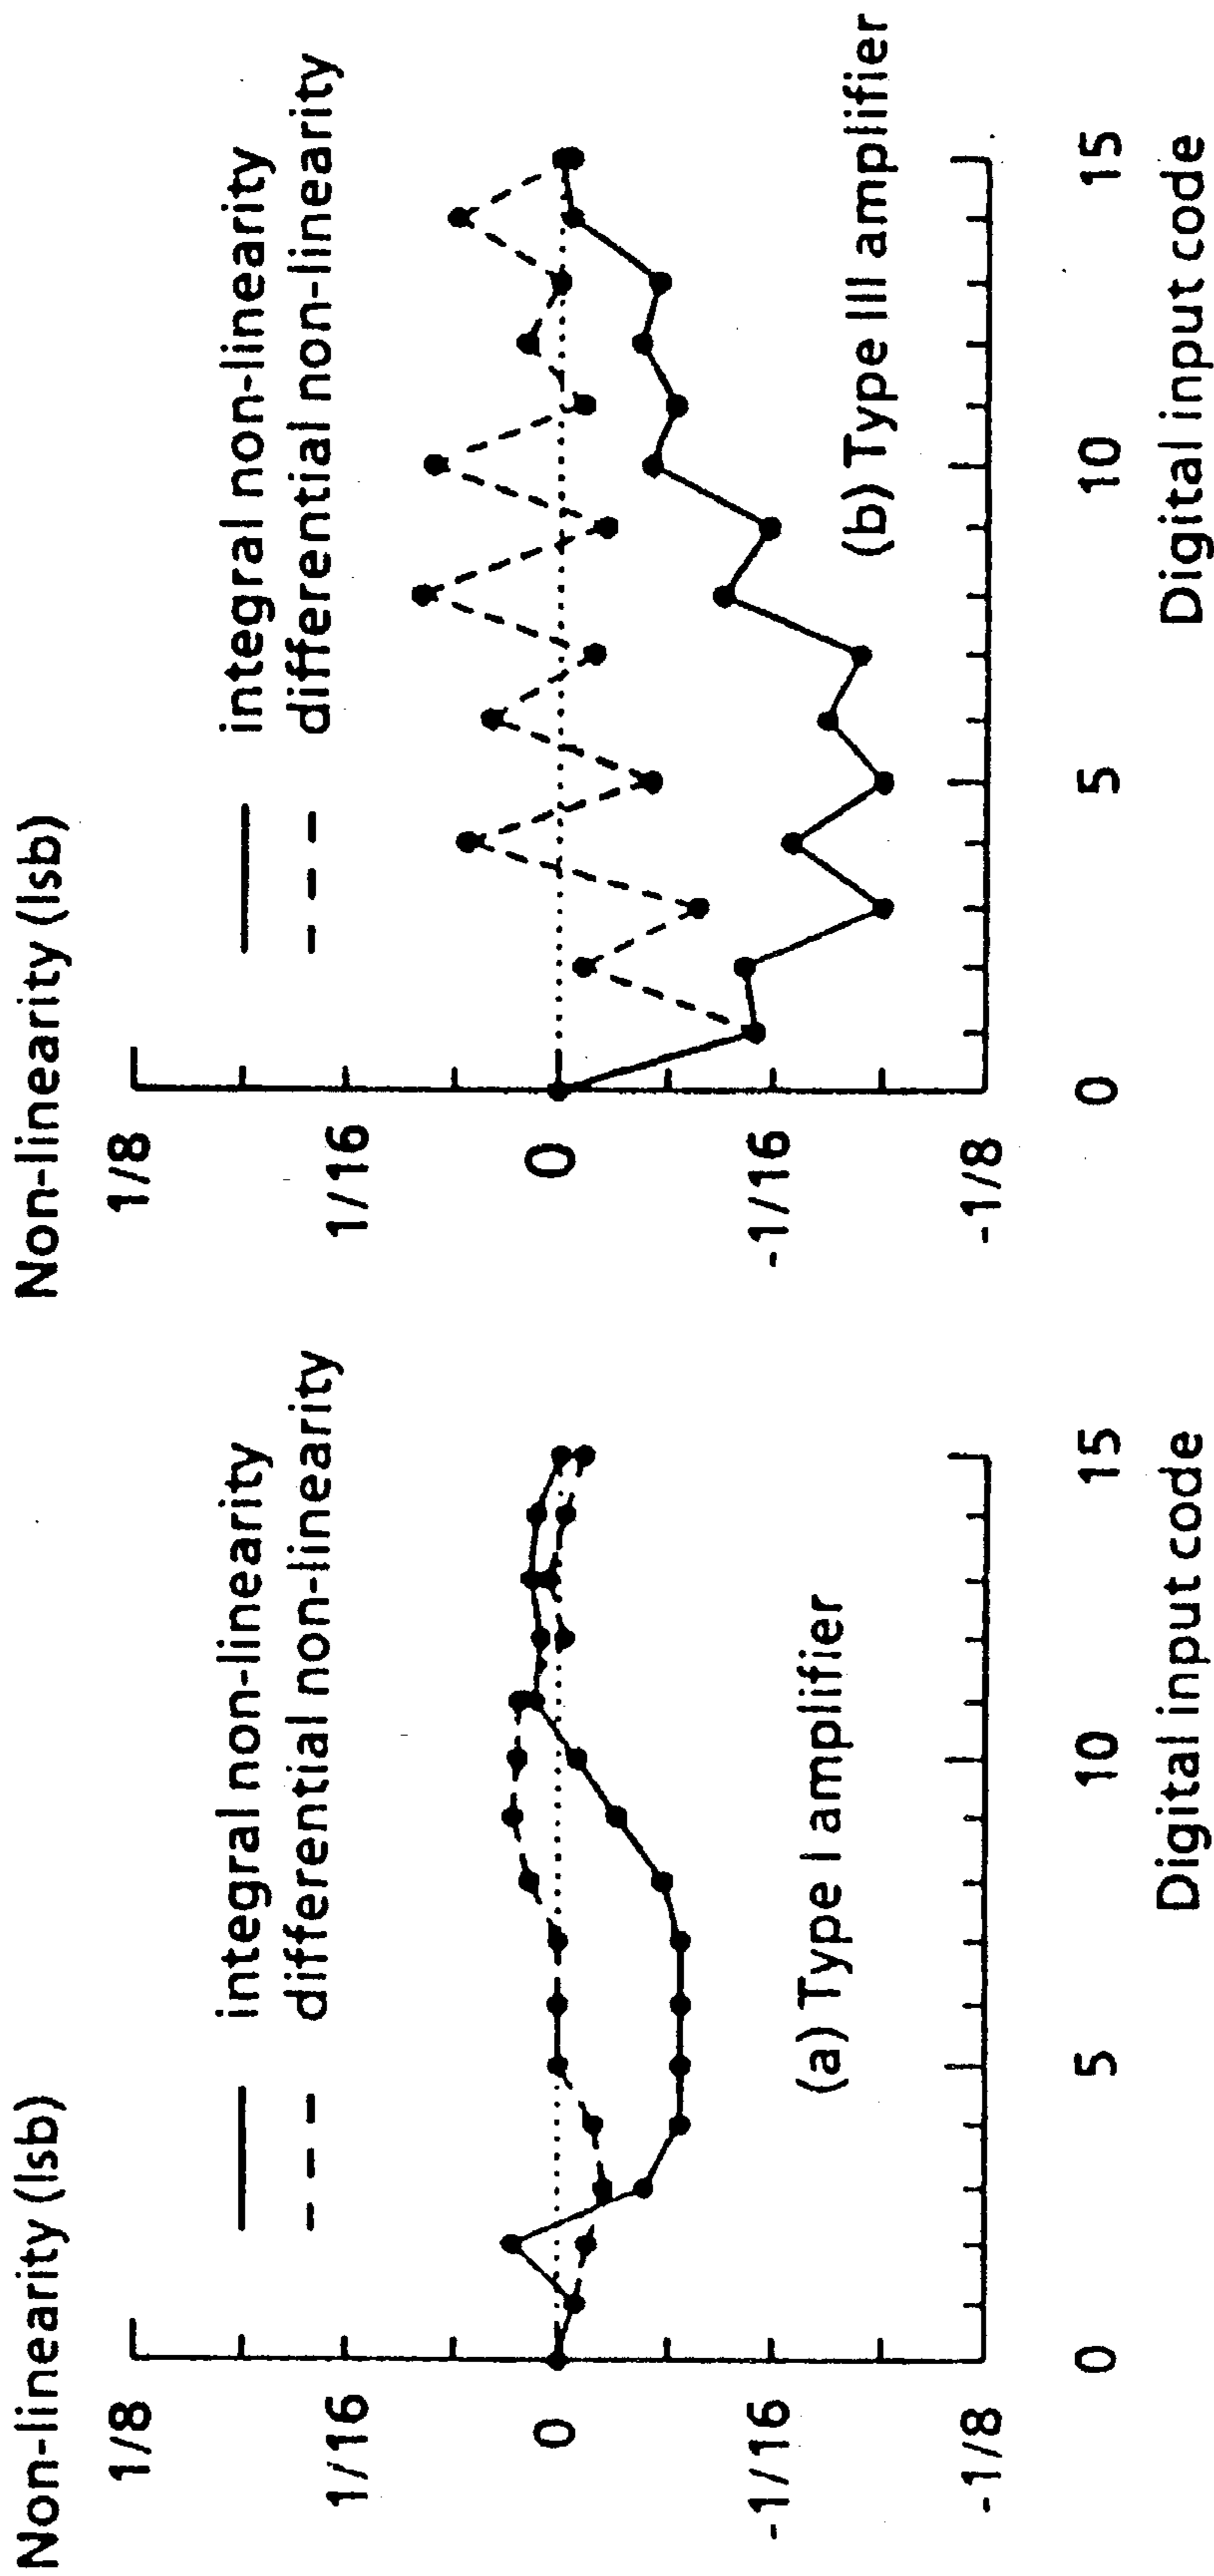 Non-linearity (lsb)
1/8
integral non-linearity
differential non-linearity
1/16
0
-1/16
(a) Type I amplifier
-1/8
0
5
10
15
Digital input code
Non-linearity (lsb)
1/8
integral non-linearity
differential non-linearity
1/16
0
-1/16
(b) Type III amplifier
-1/8
0
5
10
15
Digital input code